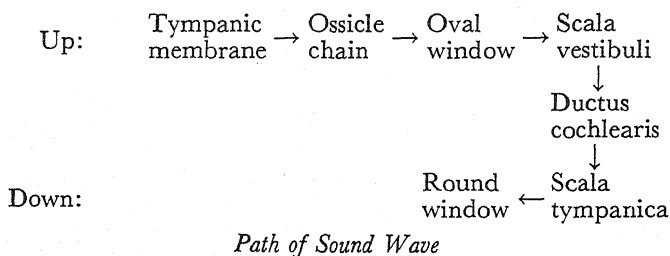 Up: Tympanic membrane → Ossicle chain → Oval window → Scala vestibuli
↓
Ductus cochlearis
↓
Down: Round window ← Scala tympanica
Path of Sound Wave